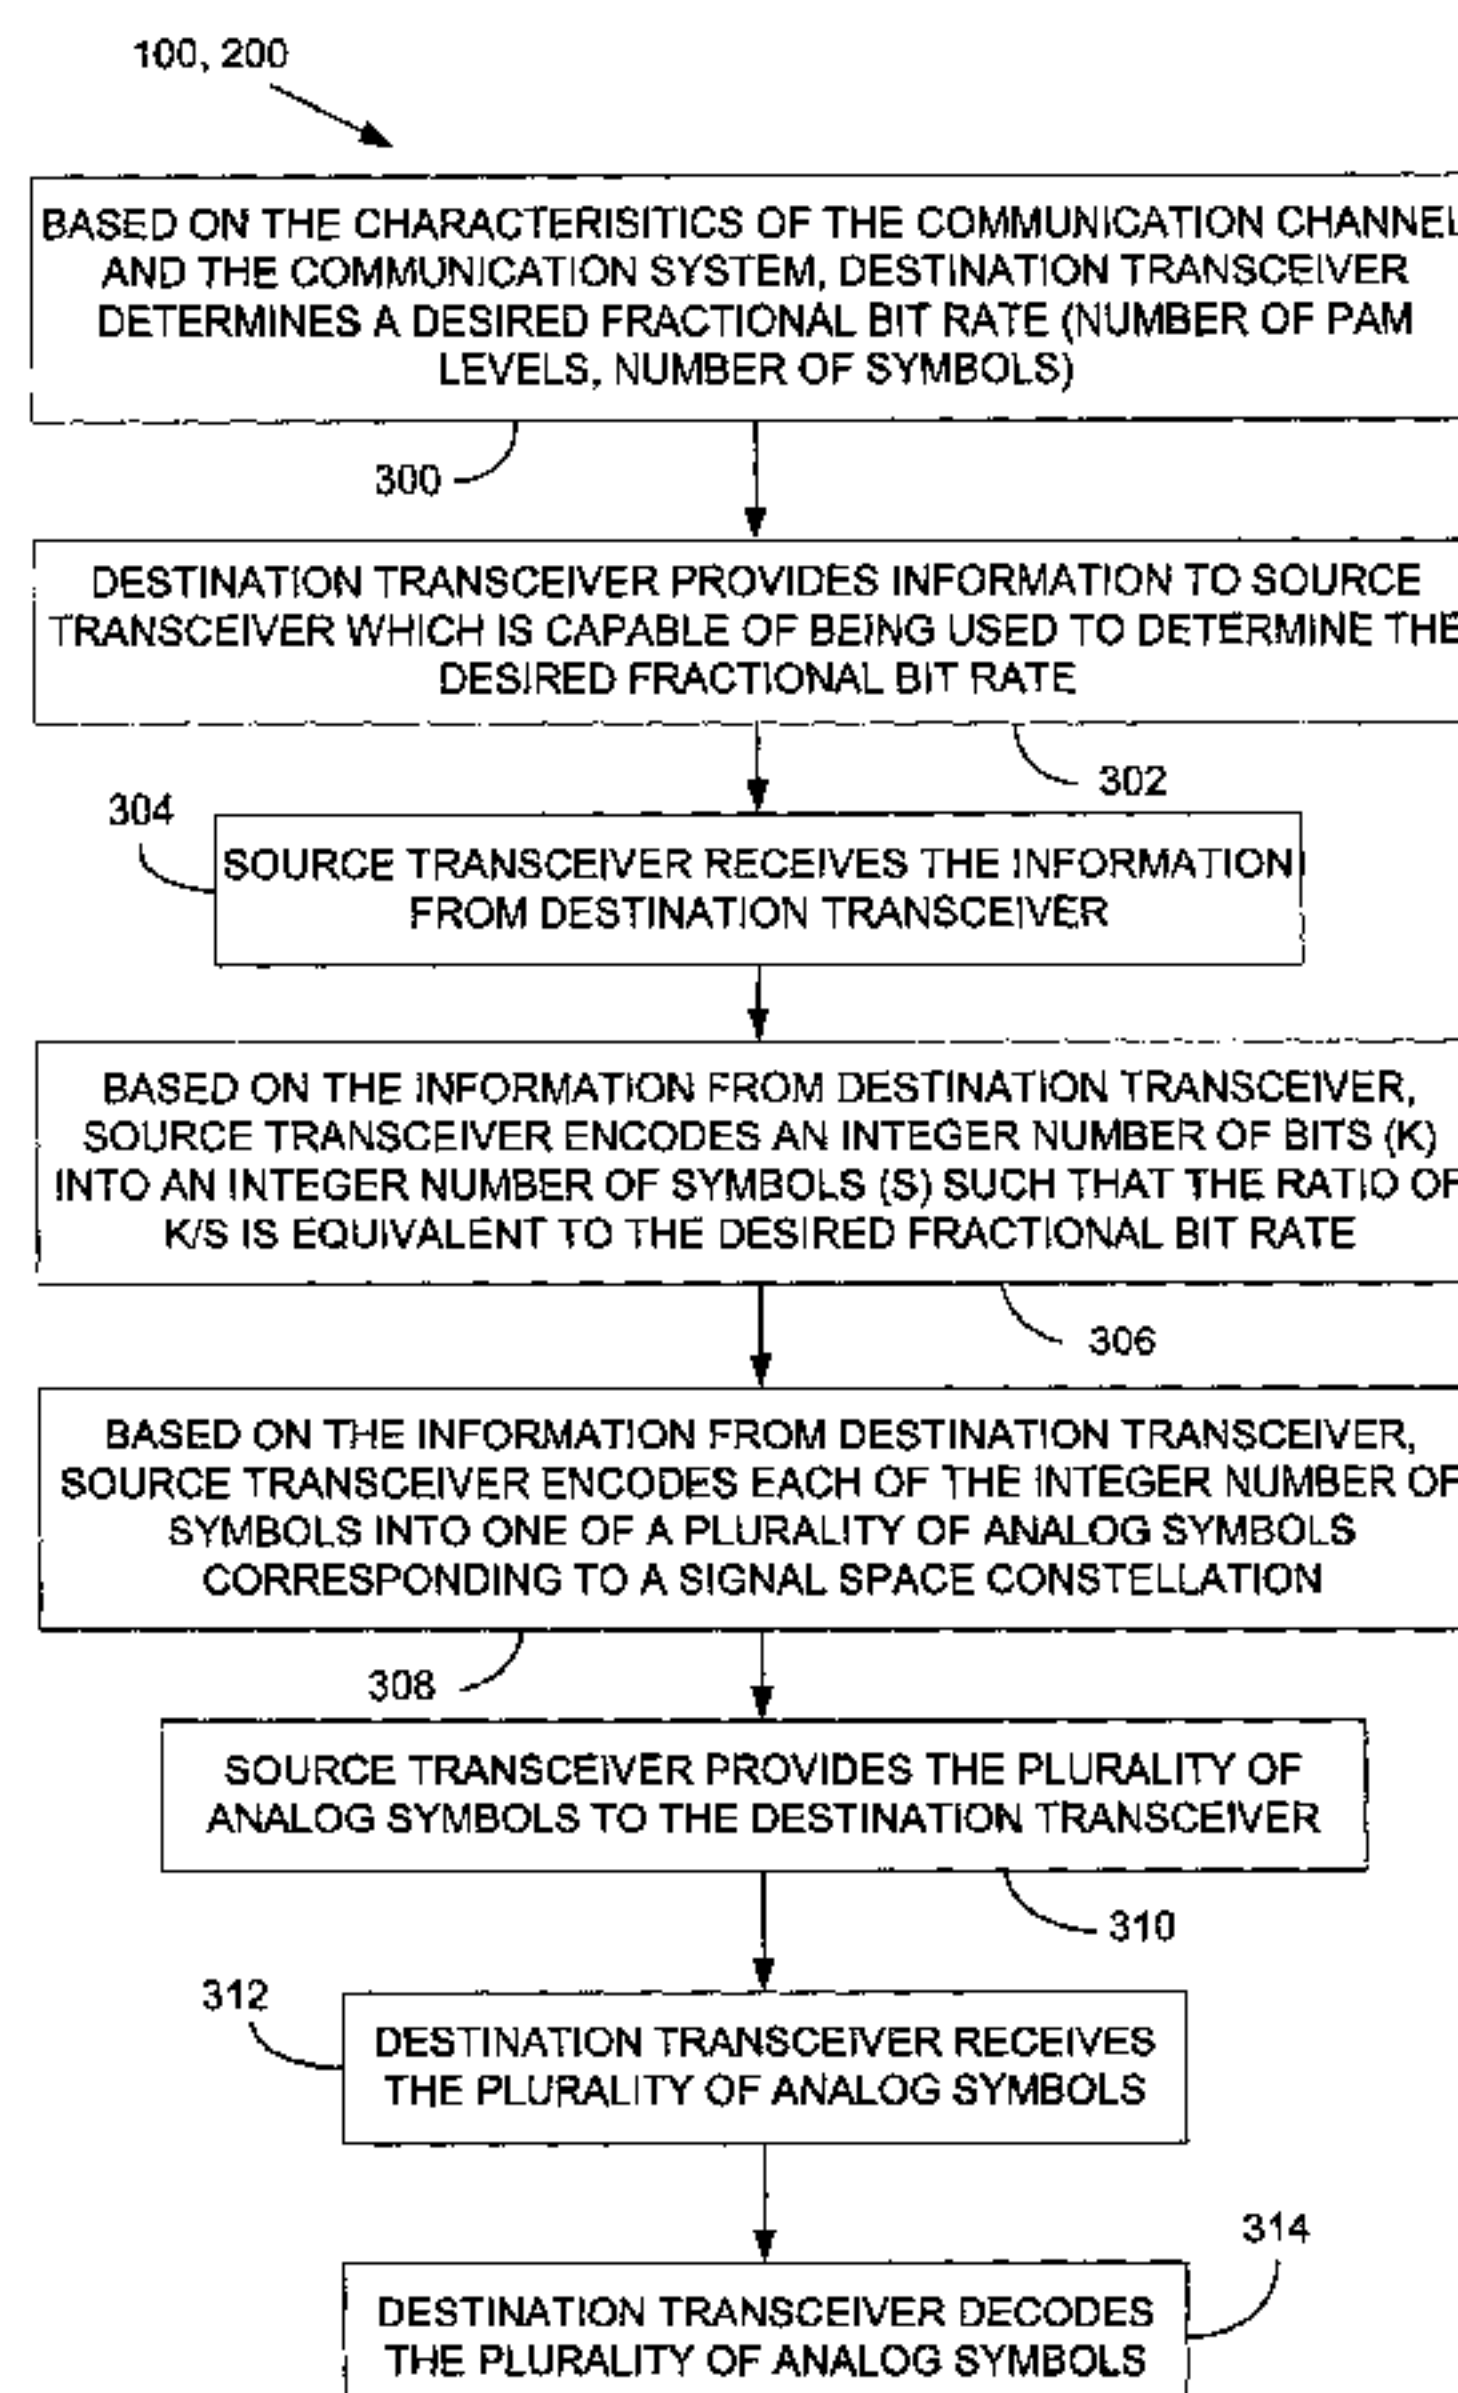 100, 200
BASED ON THE CHARACTERISITICS OF THE COMMUNICATION CHANNEL
AND THE COMMUNICATION SYSTEM, DESTINATION TRANSCEIVER
DETERMINES A DESIRED FRACTIONAL BIT RATE (NUMBER OF PAM
LEVELS, NUMBER OF SYMBOLS)
300
DESTINATION TRANSCEIVER PROVIDES INFORMATION TO SOURCE
TRANSCEIVER WHICH IS CAPABLE OF BEING USED TO DETERMINE THE
DESIRED FRACTIONAL BIT RATE
302
304
SOURCE TRANSCEIVER RECEIVES THE INFORMATION
FROM DESTINATION TRANSCEIVER
BASED ON THE INFORMATION FROM DESTINATION TRANSCEIVER,
SOURCE TRANSCEIVER ENCODES AN INTEGER NUMBER OF BITS (K)
INTO AN INTEGER NUMBER OF SYMBOLS (S) SUCH THAT THE RATIO OF
K/S IS EQUIVALENT TO THE DESIRED FRACTIONAL BIT RATE
306
BASED ON THE INFORMATION FROM DESTINATION TRANSCEIVER,
SOURCE TRANSCEIVER ENCODES EACH OF THE INTEGER NUMBER OF
SYMBOLS INTO ONE OF A PLURALITY OF ANALOG SYMBOLS
CORRESPONDING TO A SIGNAL SPACE CONSTELLATION
308
SOURCE TRANSCEIVER PROVIDES THE PLURALITY OF
ANALOG SYMBOLS TO THE DESTINATION TRANSCEIVER
310
312
DESTINATION TRANSCEIVER RECEIVES
THE PLURALITY OF ANALOG SYMBOLS
314
DESTINATION TRANSCEIVER DECODES
THE PLURALITY OF ANALOG SYMBOLS